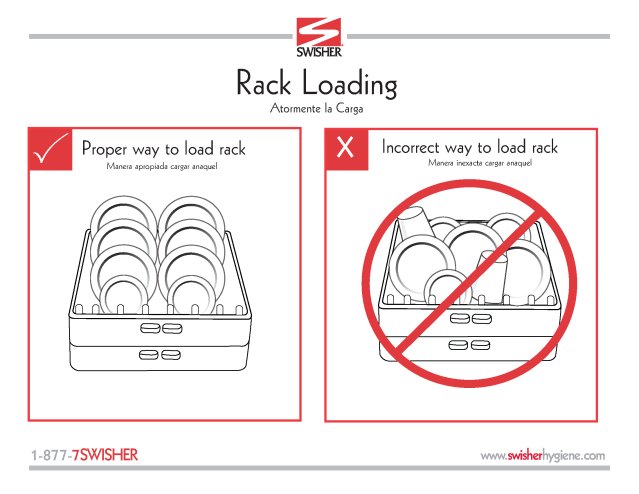 SWISHER
Rack Loading
Atormente la Carga
Proper way to load rack
Manera apropiada cargar anaquel
X
Incorrect way to load rack
Manera inexacta cargar anaquel
1-877-7SWISHER
www.swisherhygiene.com